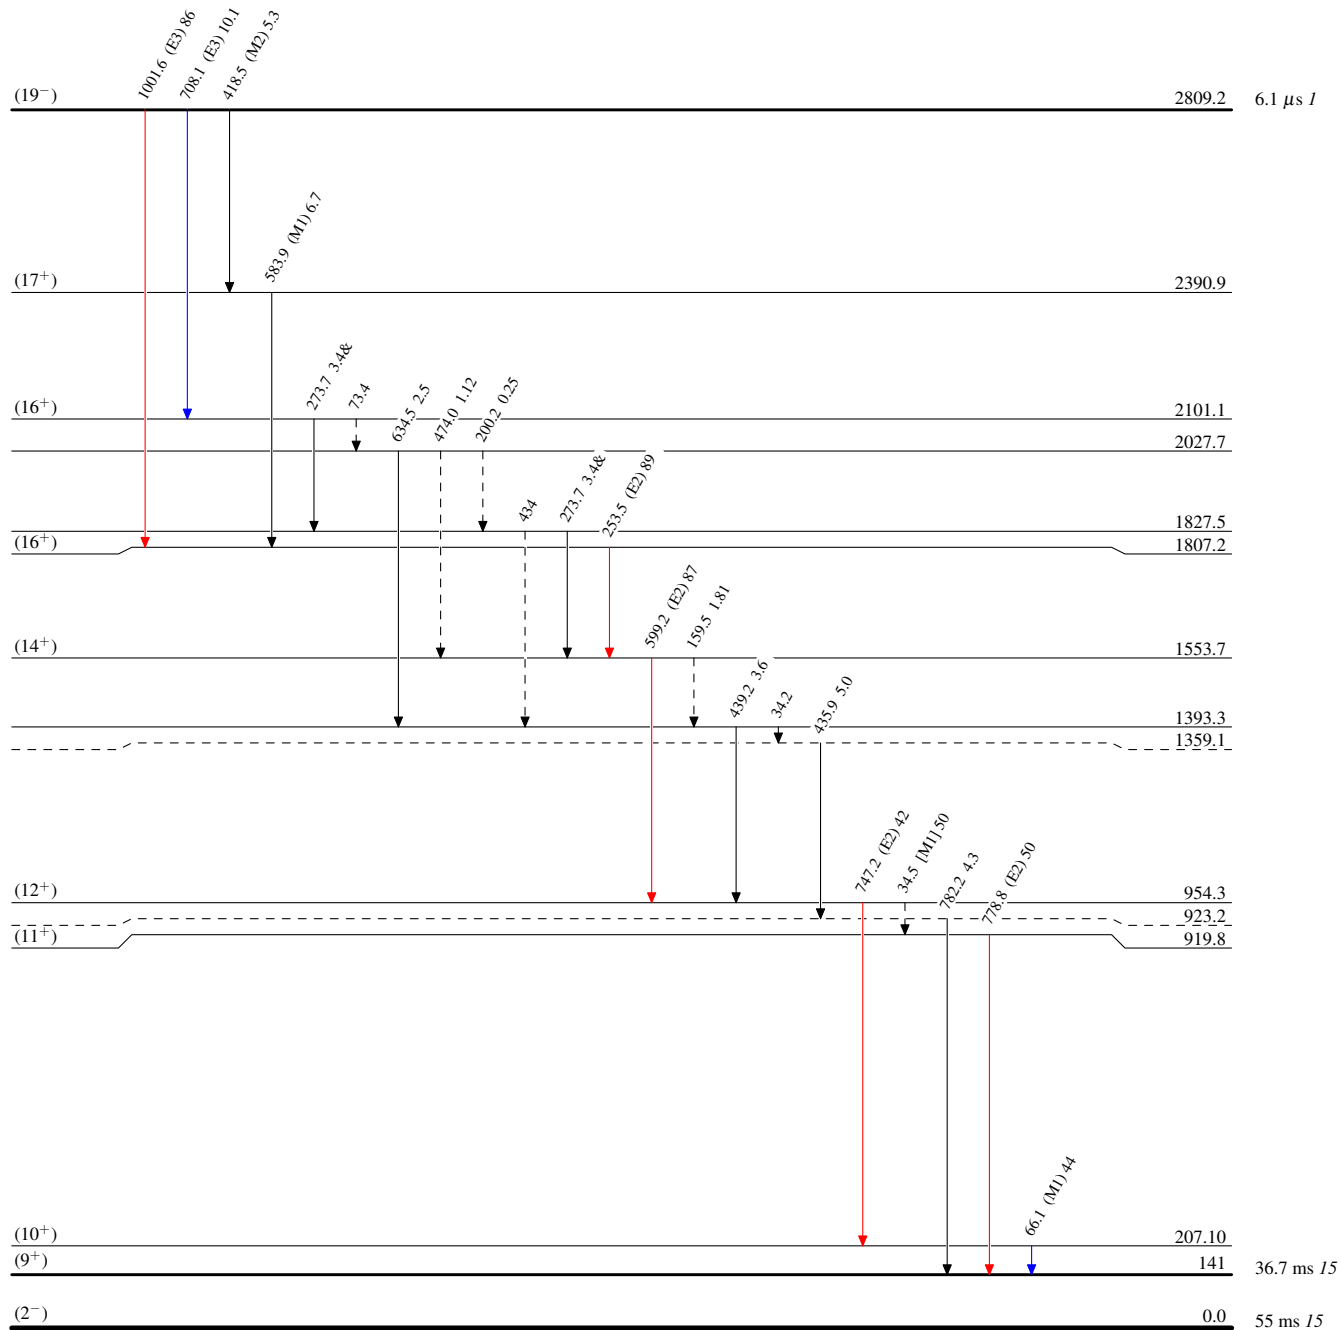 1001.6 (E3) 86
708.1 (E3) 10.1
418.5 (M2) 5.3
(19⁻) 2809.2 6.1 μs 1
583.9 (M1) 6.7
(17⁺) 2390.9
273.7 3.4&
73.4
634.5 2.5
474.0 1.12
200.2 0.25
(16⁺) 2101.1
2027.7
434
273.7 3.4&
253.5 (E2) 89
1827.5
(16⁺) 1807.2
599.2 (E2) 87
159.5 1.81
(14⁺) 1553.7
439.2 3.6
34.2
435.9 5.0
1393.3
1359.1
747.2 (E2) 42
34.5 [M1] 50
782.2 4.3
778.8 (E2) 50
(12⁺) 954.3
923.2
(11⁺) 919.8
66.1 (M1) 44
(10⁺) 207.10
(9⁺) 141 36.7 ms 15
(2⁻) 0.0 55 ms 15